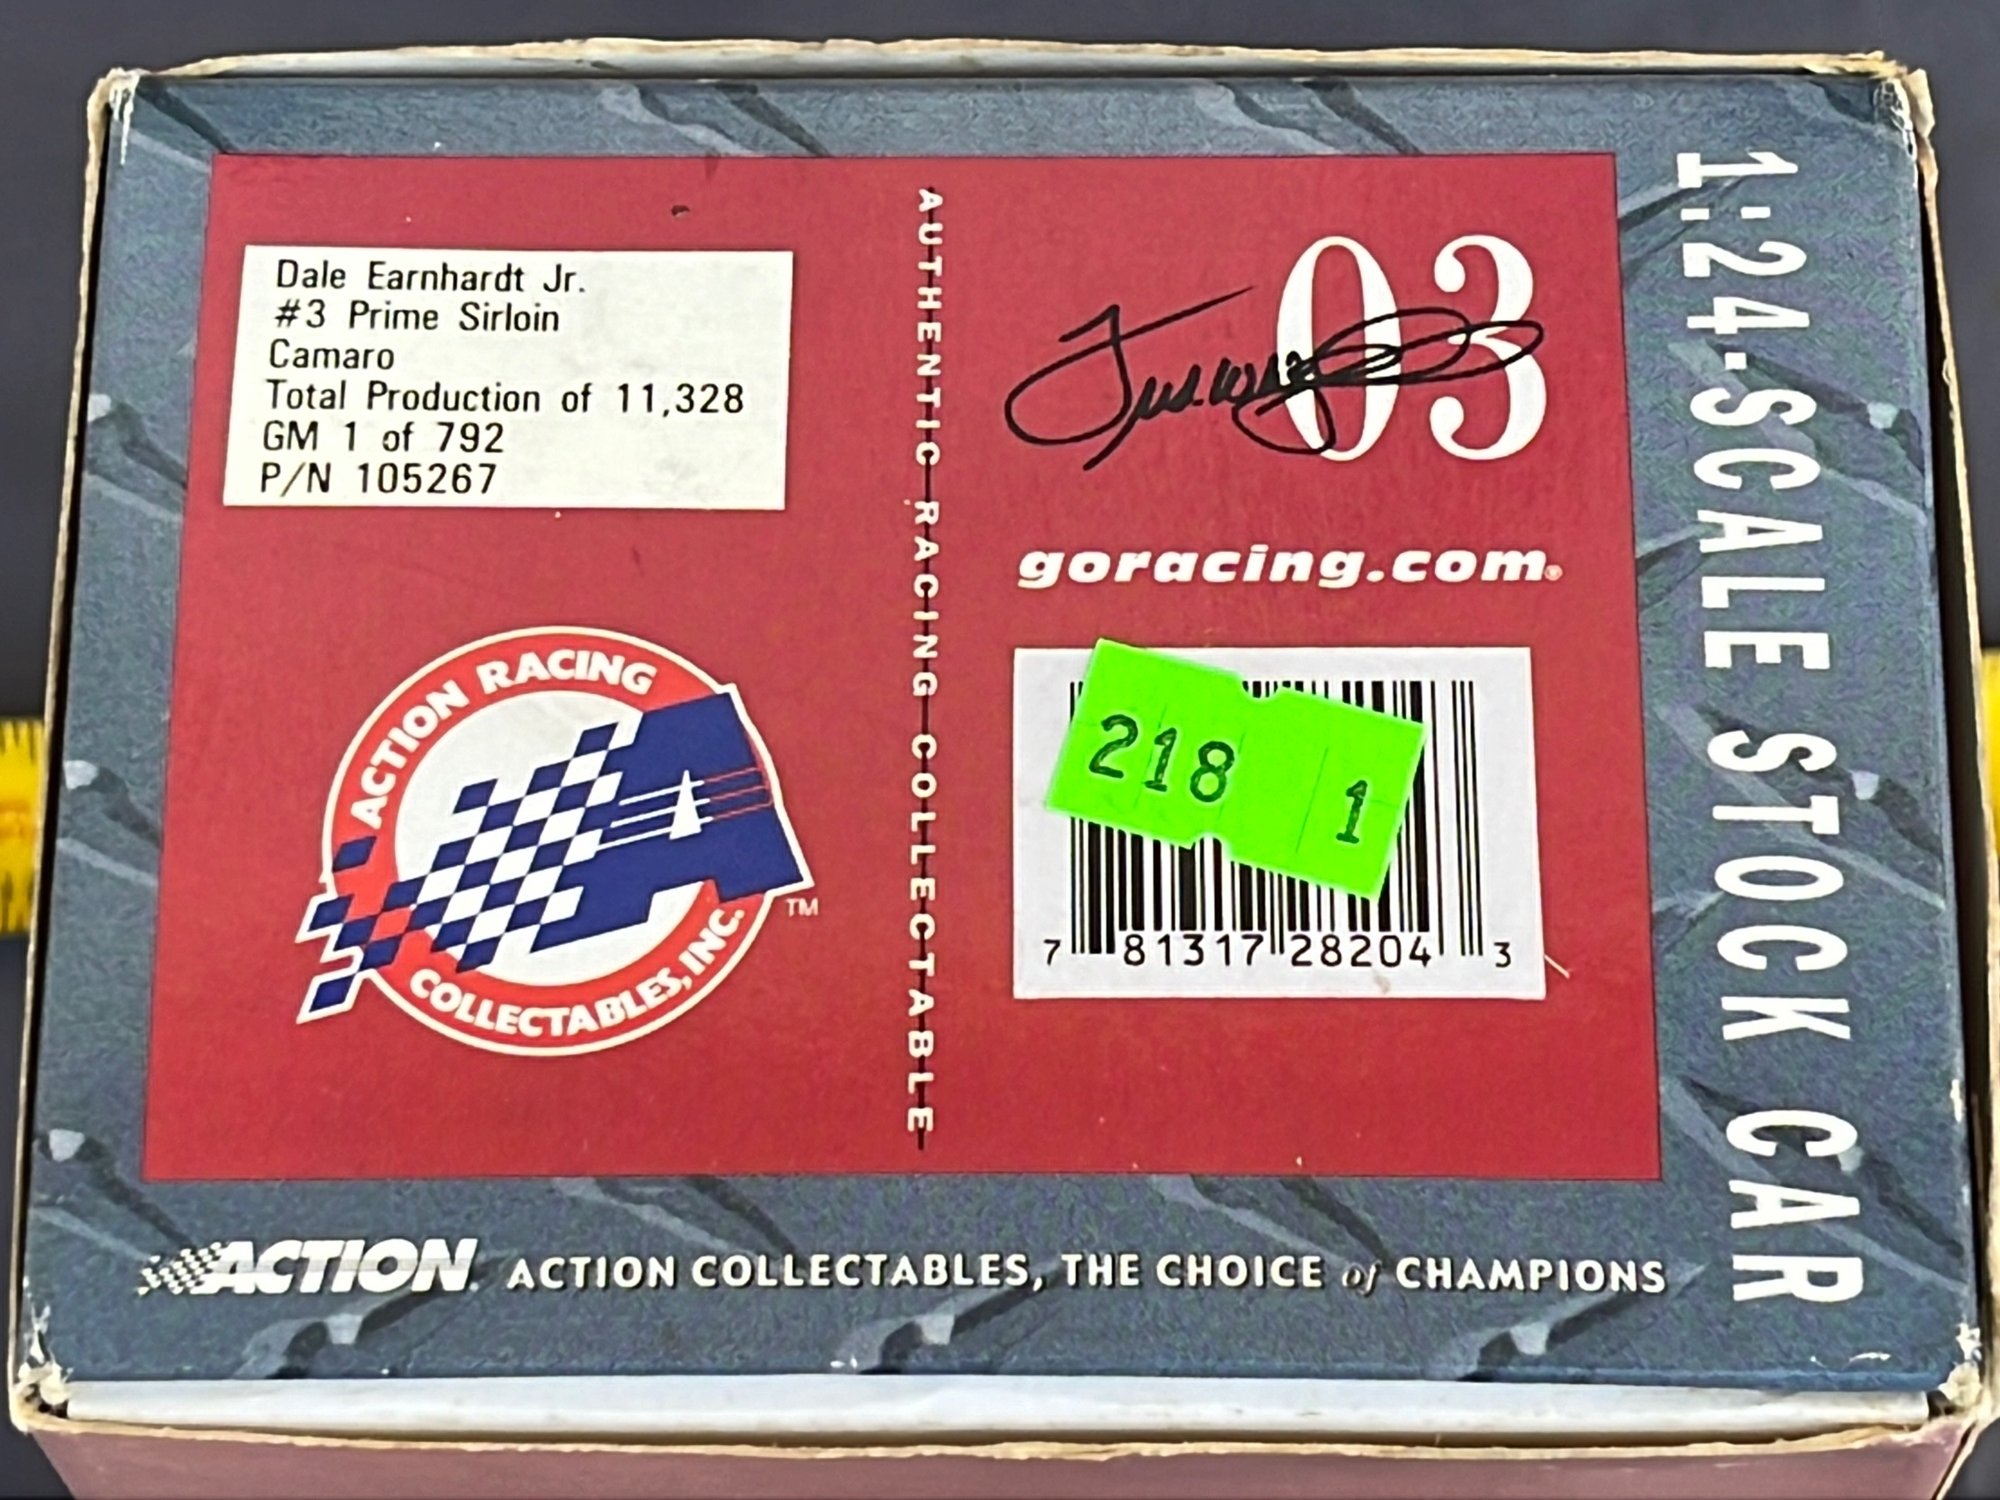 Dale Earnhardt Jr.
#3 Prime Sirloin
Camaro
Total Production of 11,328
GM 1 of 792
P/N 105267
ACTION RACING
A
COLLECTABLES, INC.
TM
AUTHENTIC RACING COLLECTABLE
03
goracing.com
218 1
7 81317 28204 3
1:24-SCALE STOCK CAR
ACTION
ACTION COLLECTABLES, THE CHOICE of CHAMPIONS